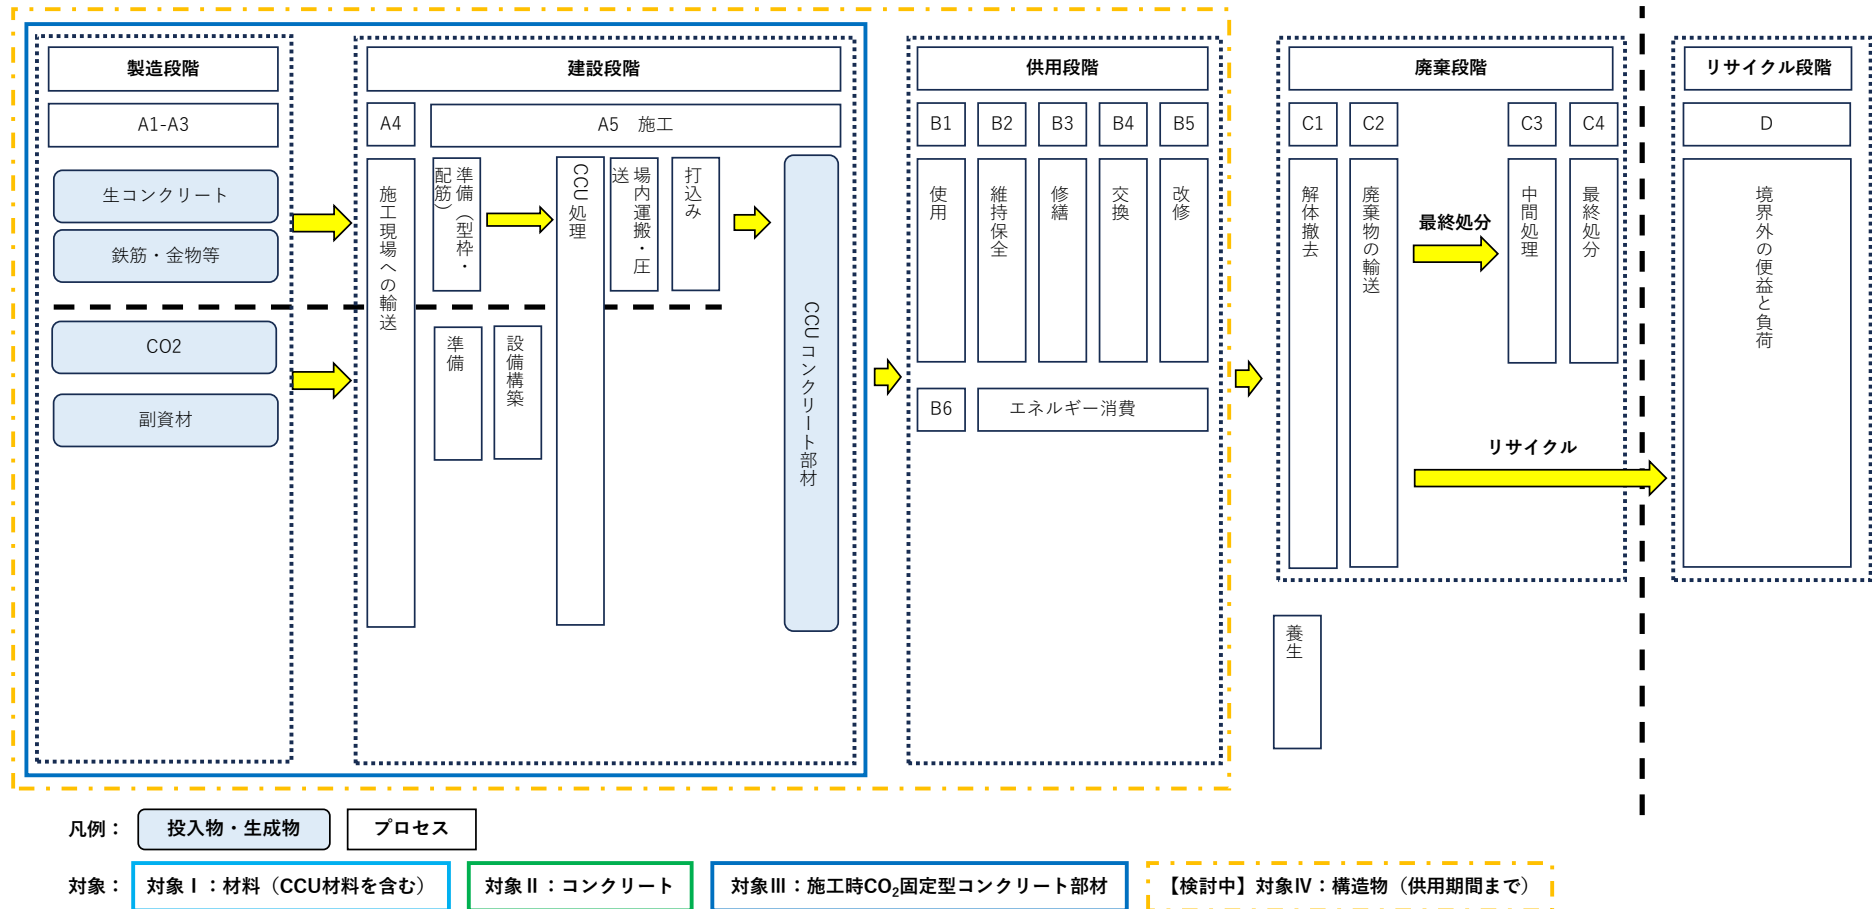 製造段階
A1-A3
生コンクリート
鉄筋・金物等
CO2
副資材
建設段階
A4
A5　施工
施工現場への輸送
準備（型枠・
配筋）
準備
設備構築
CCU処理
場内運搬・圧
送
打込み
CCUコンクリート部材
供用段階
B1
B2
B3
B4
B5
使用
維持保全
修繕
交換
改修
B6
エネルギー消費
廃棄段階
C1
C2
C3
C4
解体撤去
廃棄物の輸送
最終処分
中間処理
最終処分
リサイクル
養生
リサイクル段階
D
境界外の便益と負荷
凡例：
投入物・生成物
プロセス
対象：
対象Ⅰ：材料（CCU材料を含む）
対象Ⅱ：コンクリート
対象Ⅲ：施工時CO₂固定型コンクリート部材
【検討中】対象Ⅳ：構造物（供用期間まで）